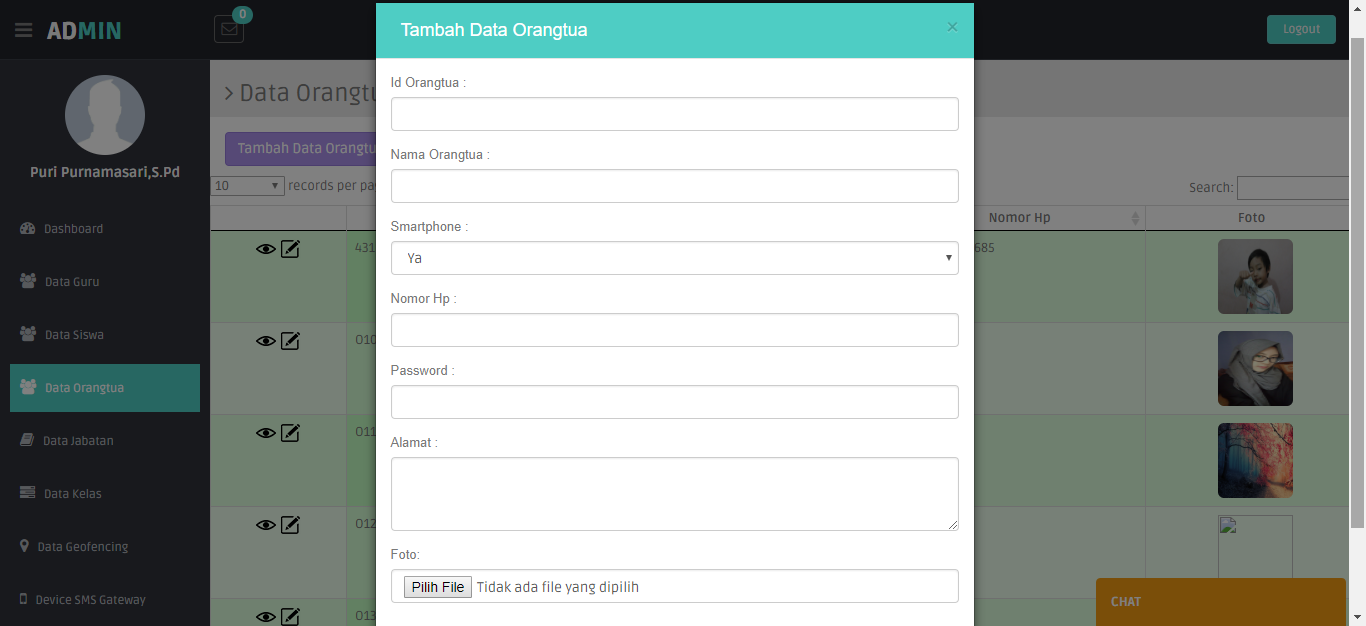 ADMIN
0
Logout
Tambah Data Orangtua
×
Puri Purnamasari,S.Pd
Dashboard
Data Guru
Data Siswa
Data Orangtua
Data Jabatan
Data Kelas
Data Geofencing
Device SMS Gateway
> Data Orangtu
Tambah Data Orangtu
10 records per pa
Search:
Nomor Hp
Foto
431
685
010
011
012
013
Id Orangtua :
Nama Orangtua :
Smartphone :
Ya
Nomor Hp :
Password :
Alamat :
Foto:
Pilih File Tidak ada file yang dipilih
CHAT